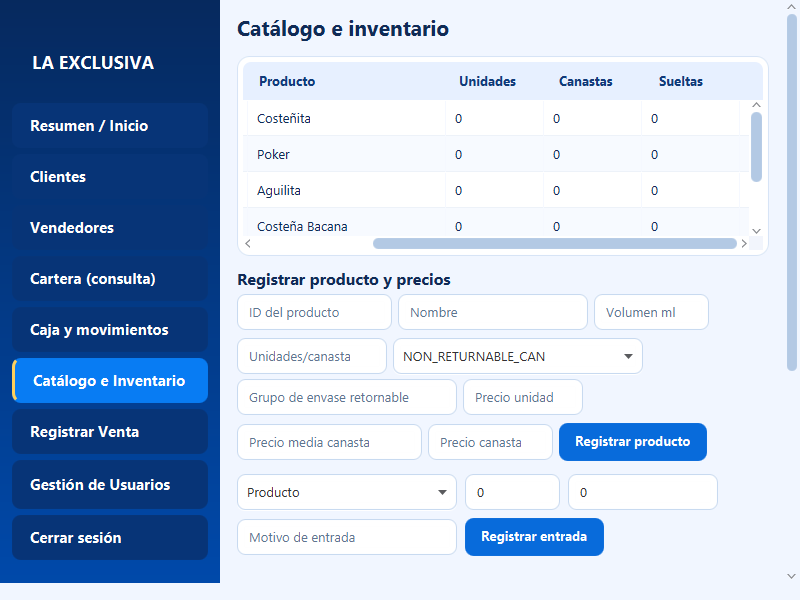 LA EXCLUSIVA
Resumen / Inicio
Clientes
Vendedores
Cartera (consulta)
Caja y movimientos
Catálogo e Inventario
Registrar Venta
Gestión de Usuarios
Cerrar sesión
Catálogo e inventario
Producto Unidades Canastas Sueltas
Costeñita 0 0 0
Poker 0 0 0
Aguilita 0 0 0
Costeña Bacana 0 0 0
Registrar producto y precios
ID del producto Nombre Volumen ml
Unidades/canasta NON_RETURNABLE_CAN
Grupo de envase retornable Precio unidad
Precio media canasta Precio canasta Registrar producto
Producto 0 0
Motivo de entrada Registrar entrada